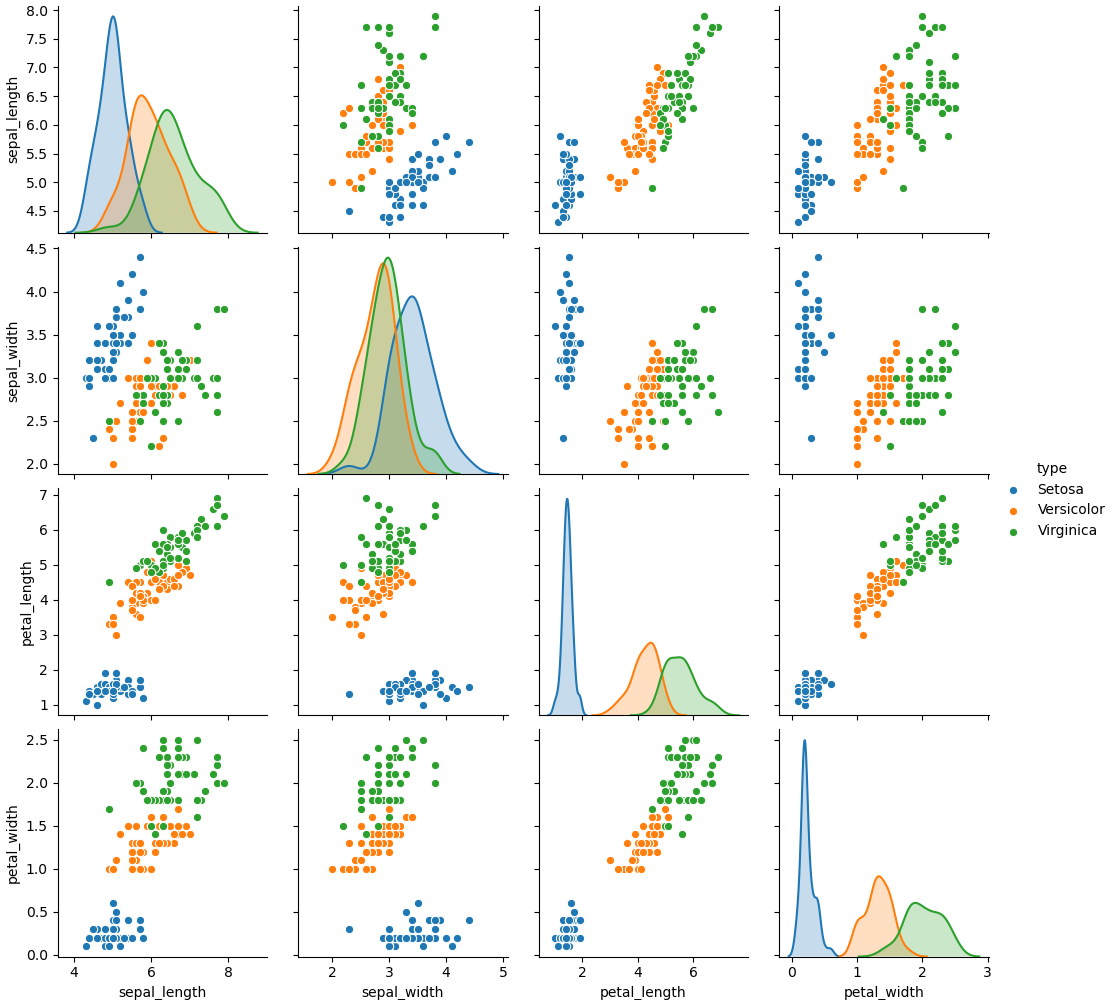 8.0
7.5
7.0
6.5
6.0
5.5
5.0
4.5
sepal_length
4.5
4.0
3.5
3.0
2.5
2.0
sepal_width
type
Setosa
Versicolor
Virginica
7
6
5
4
3
2
1
petal_length
2.5
2.0
1.5
1.0
0.5
0.0
petal_width
4 6 8
2 3 4 5
2 4 6
0 1 2 3
sepal_length
sepal_width
petal_length
petal_width